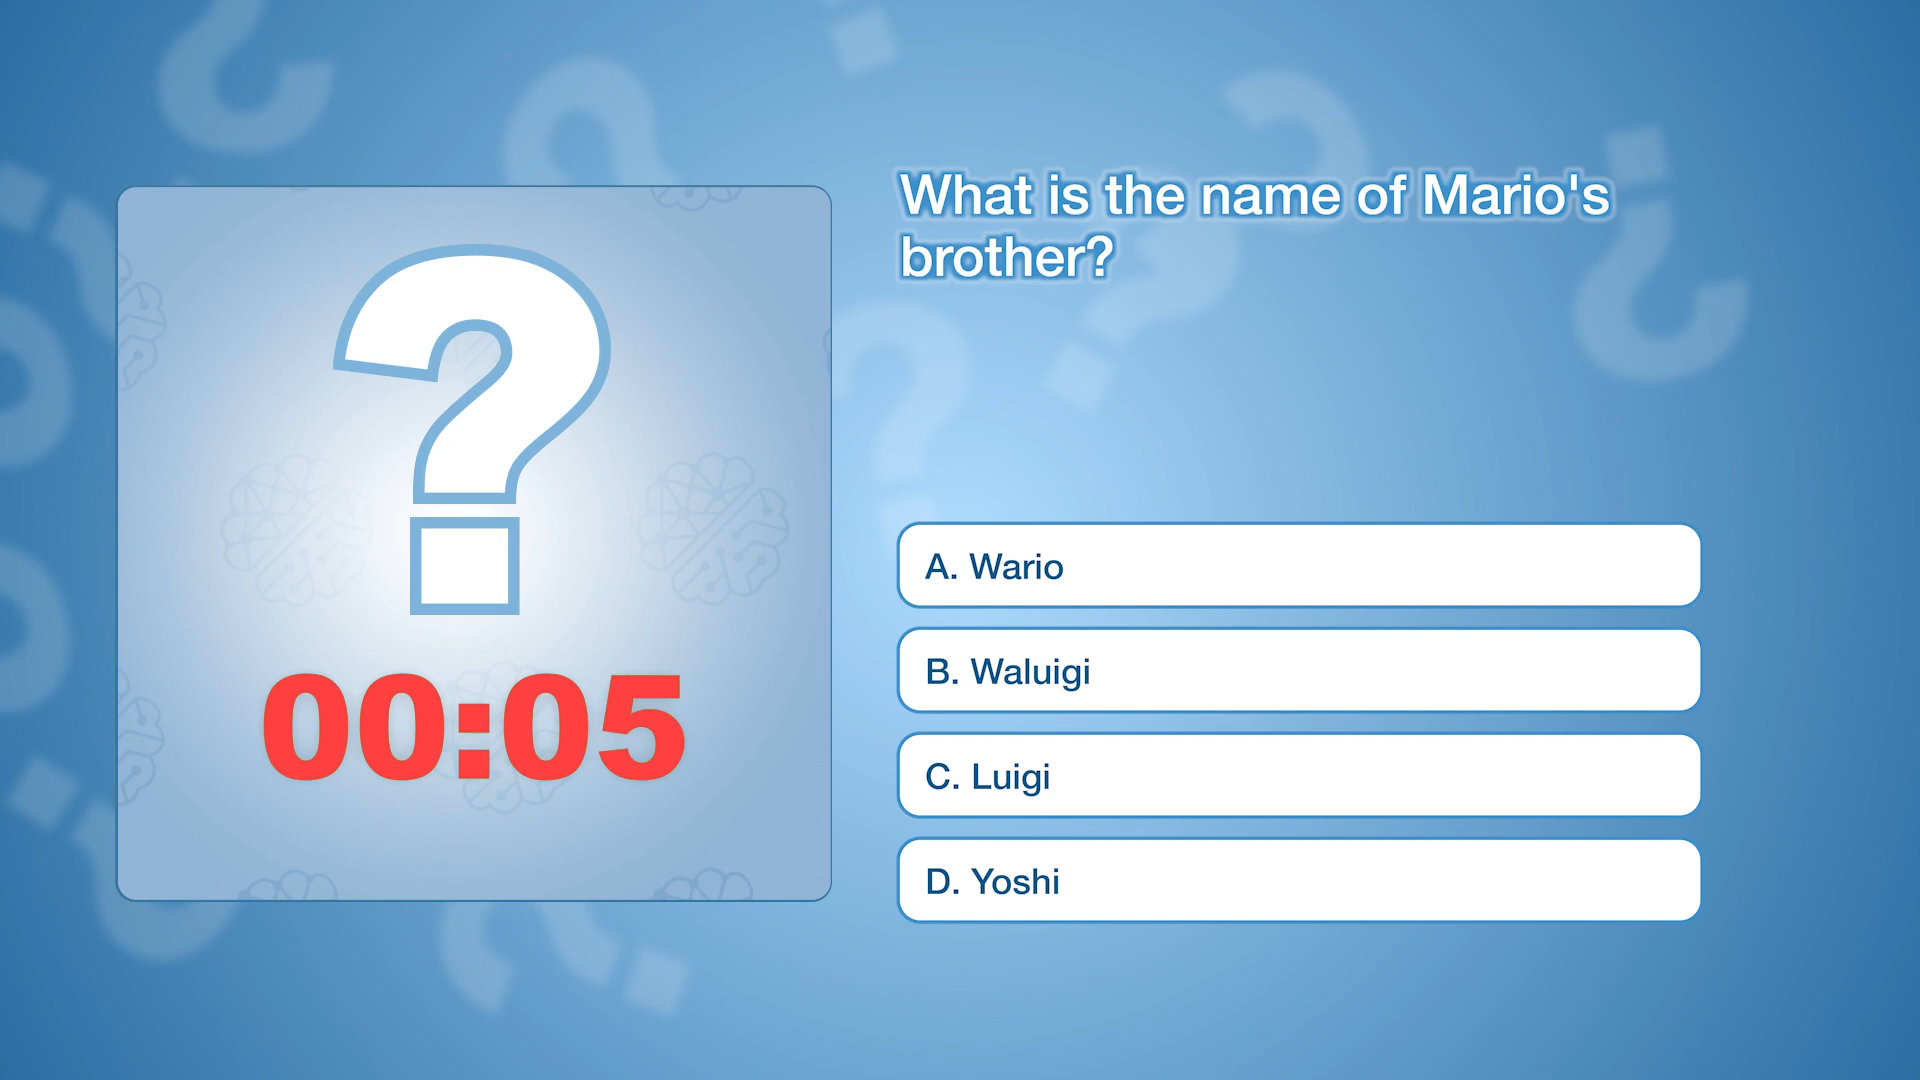 What is the name of Mario's
brother?
?
00:05
A. Wario
B. Waluigi
C. Luigi
D. Yoshi